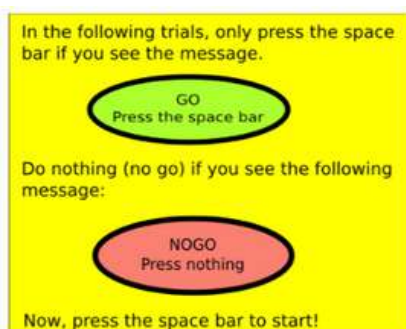 In the following trials, only press the space
bar if you see the message.
GO
Press the space bar
Do nothing (no go) if you see the following
message:
NOGO
Press nothing
Now, press the space bar to start!